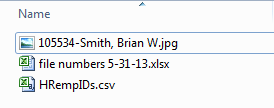 Name
105534-Smith, Brian W.jpg
file numbers 5-31-13.xlsx
HRempIDs.csv